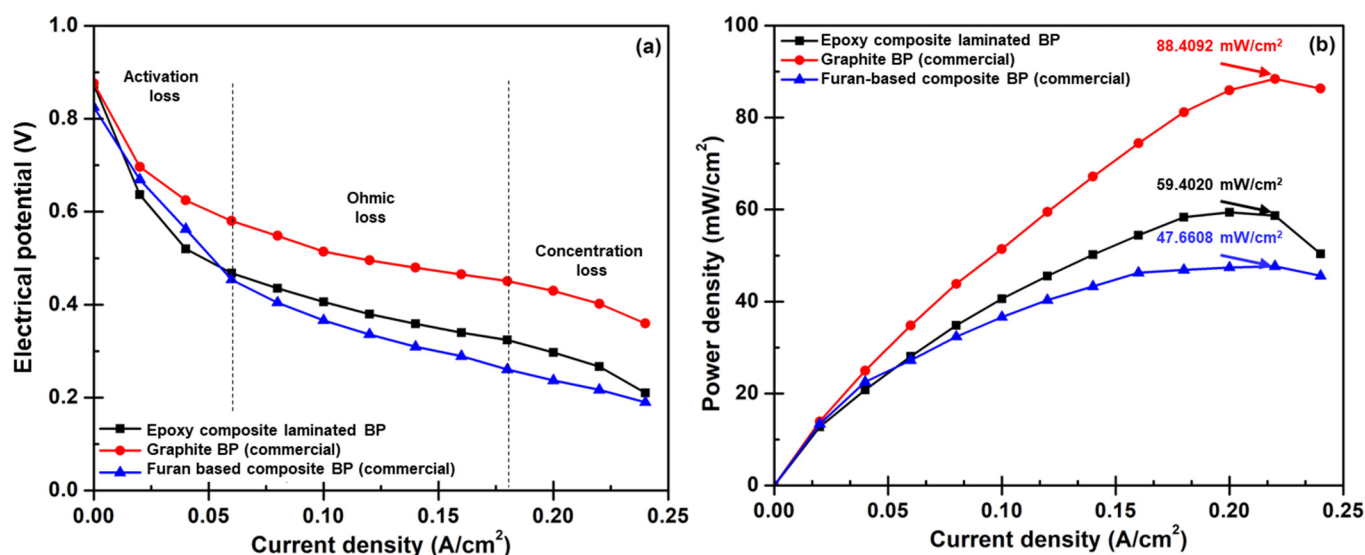 (a)
Activation
loss
Ohmic
loss
Concentration
loss
Epoxy composite laminated BP
Graphite BP (commercial)
Furan based composite BP (commercial)
Electrical potential (V)
1.0
0.8
0.6
0.4
0.2
0.0
0.00 0.05 0.10 0.15 0.20 0.25
Current density (A/cm²)
(b)
Epoxy composite laminated BP
Graphite BP (commercial)
Furan-based composite BP (commercial)
88.4092 mW/cm²
59.4020 mW/cm²
47.6608 mW/cm²
Power density (mW/cm²)
100
80
60
40
20
0
0.00 0.05 0.10 0.15 0.20 0.25
Current density (A/cm²)